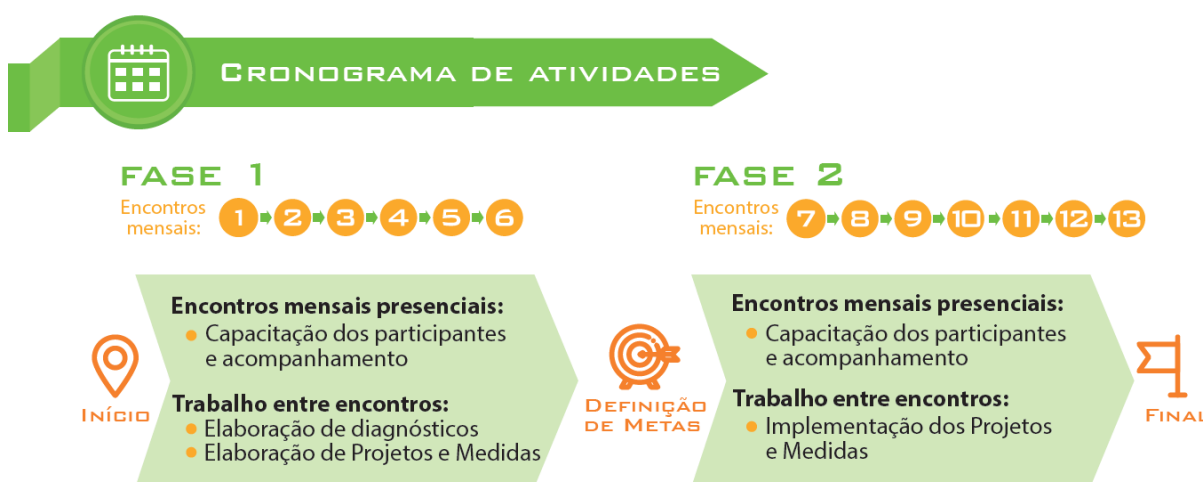 CRONOGRAMA DE ATIVIDADES
FASE 1
Encontros
mensais:
1 2 3 4 5 6
INÍCIO
Encontros mensais presenciais:
Capacitação dos participantes
e acompanhamento
Trabalho entre encontros:
Elaboração de diagnósticos
Elaboração de Projetos e Medidas
DEFINIÇÃO
DE METAS
FASE 2
Encontros
mensais:
7 8 9 10 11 12 13
Encontros mensais presenciais:
Capacitação dos participantes
e acompanhamento
Trabalho entre encontros:
Implementação dos Projetos
e Medidas
FINAL